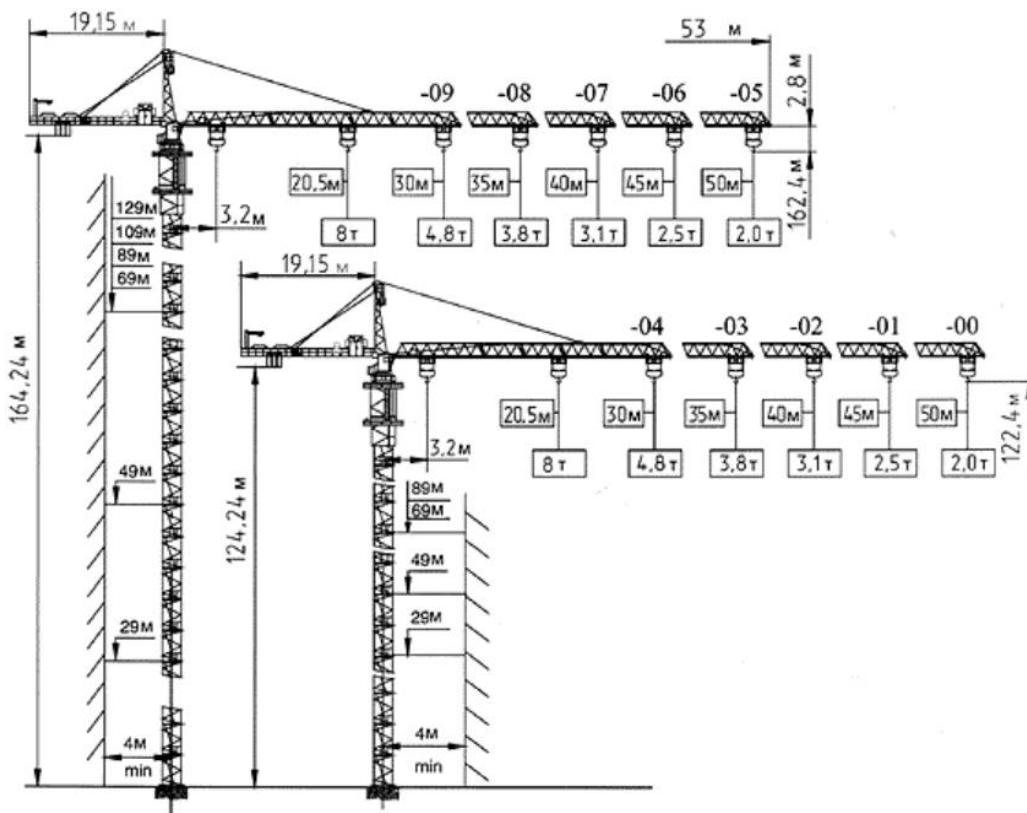 19,15 м
53 м
-09 -08 -07 -06 -05
2.8 м
20,5м 30м 35м 40м 45м 50м
162.4 м
129м
109м
89м
69м
3,2м
8т 4.8т 3.8т 3.1т 2.5т 2.0т
19,15 м
-04 -03 -02 -01 -00
164.24 м
20.5м 30м 35м 40м 45м 50м
122.4 м
3,2м
8т 4.8т 3.8т 3.1т 2.5т 2.0т
49м
89м
69м
124.24 м
49м
29м
29м
4м
min
4м
min